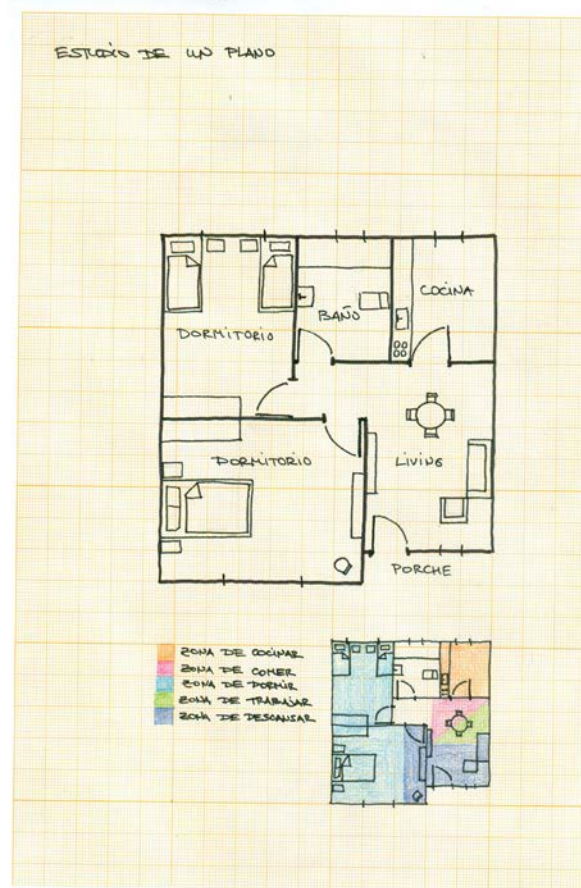 ESTUDIO DE UN PLANO
DORMITORIO
BAÑO
COCINA
DORMITORIO
LIVING
PORCHE
ZONA DE COCINAR
ZONA DE COMER
ZONA DE DORMIR
ZONA DE TRABAJAR
ZONA DE DESCANSAR